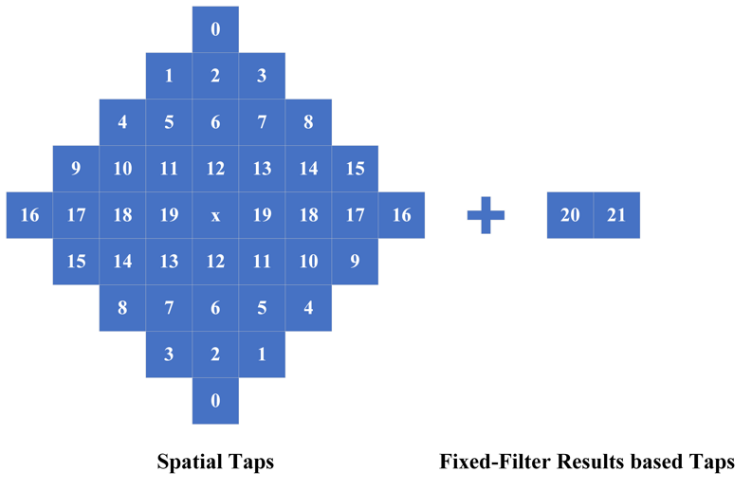 0
1 2 3
4 5 6 7 8
9 10 11 12 13 14 15
16 17 18 19 x 19 18 17 16 + 20 21
15 14 13 12 11 10 9
8 7 6 5 4
3 2 1
0
Spatial Taps Fixed-Filter Results based Taps